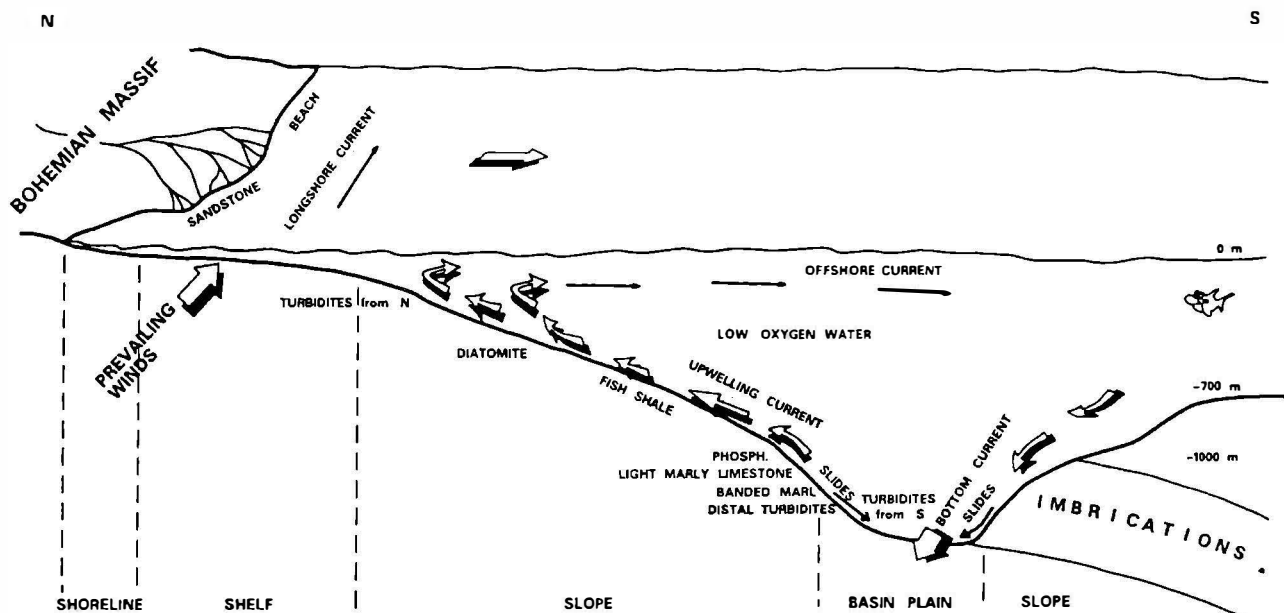 N
S
BOHEMIAN MASSIF
BEACH
SANDSTONE
LONGSHORE CURRENT
0 m
OFFSHORE CURRENT
TURBIDITES from N
PREVAILING
WINDS
LOW OXYGEN WATER
DIATOMITE
FISH SHALE
UPWELLING CURRENT
-700 m
-1000 m
PHOSPH.
LIGHT MARLY LIMESTONE
BANDED MARL
DISTAL TURBIDITES
SLIDES
TURBIDITES
from S
BOTTOM CURRENT
SLIDES
IMBRICATIONS.
SHORELINE
SHELF
SLOPE
BASIN PLAIN
SLOPE